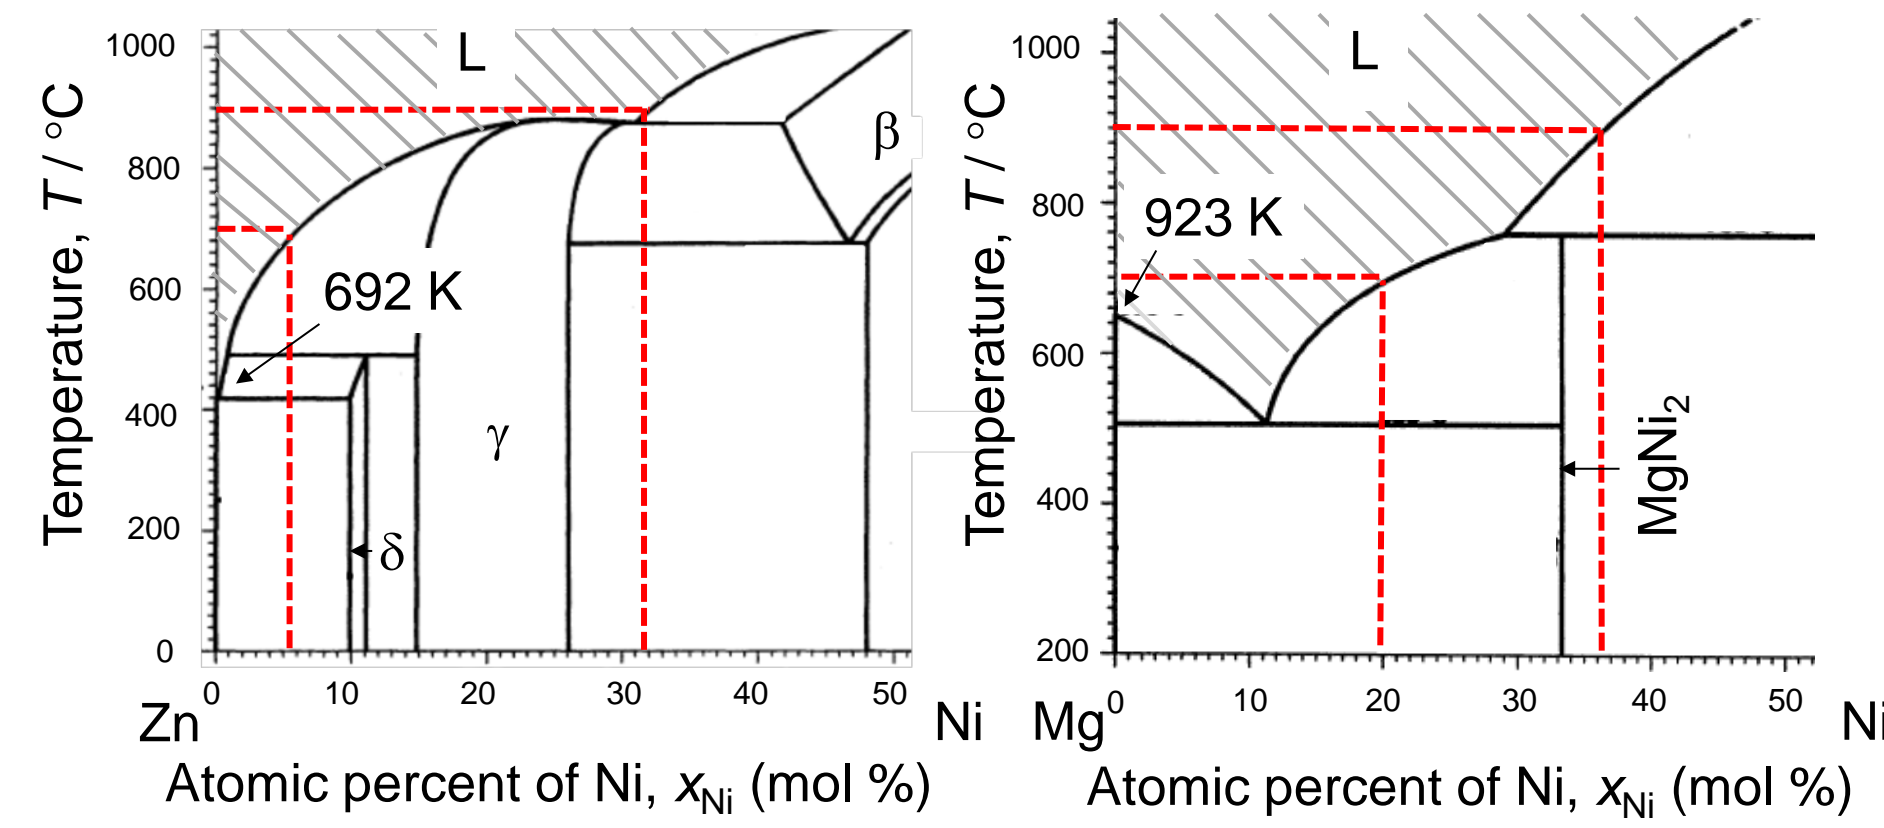 Temperature, T / °C
1000
800
600
400
200
0
L
β
692 K
γ
δ
0
10
20
30
40
50
Zn
Ni
Atomic percent of Ni, xNi (mol %)
Temperature, T / °C
1000
800
600
400
200
L
923 K
MgNi2
0
10
20
30
40
50
Mg
Ni
Atomic percent of Ni, xNi (mol %)